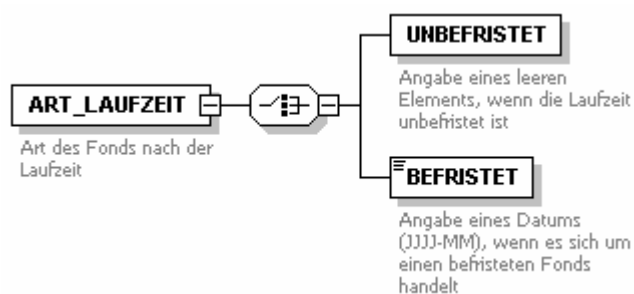 UNBEFRISTET
Angabe eines leeren
Elements, wenn die Laufzeit
unbefristet ist
ART_LAUFZEIT
Art des Fonds nach der
Laufzeit
BEFRISTET
Angabe eines Datums
(JJJJ-MM), wenn es sich um
einen befristeten Fonds
handelt